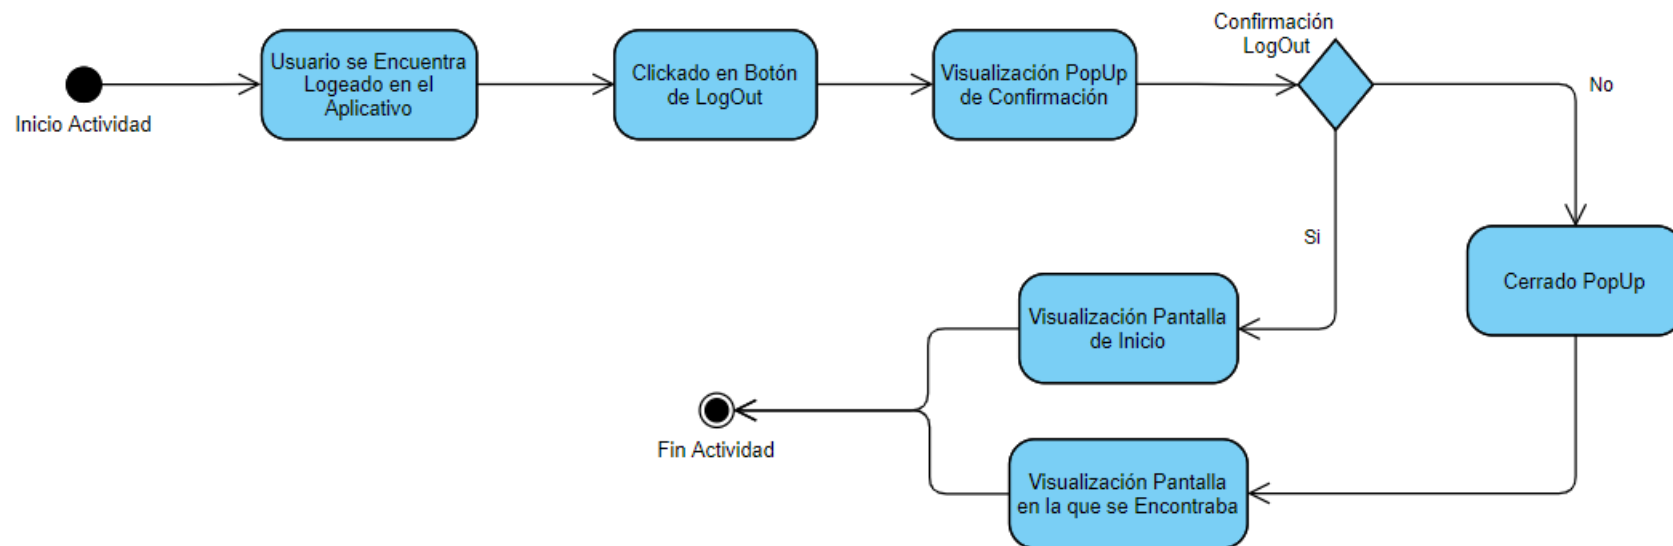 Inicio Actividad
Usuario se Encuentra
Logeado en el
Aplicativo
Clickado en Botón
de LogOut
Visualización PopUp
de Confirmación
Confirmación
LogOut
No
Si
Cerrado PopUp
Visualización Pantalla
de Inicio
Visualización Pantalla
en la que se Encontraba
Fin Actividad